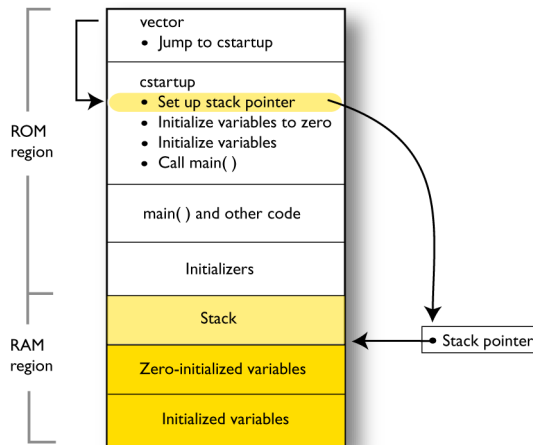 vector
• Jump to cstartup
cstartup
• Set up stack pointer
• Initialize variables to zero
• Initialize variables
• Call main( )
ROM
region
main( ) and other code
Initializers
Stack
RAM
region
Stack pointer
Zero-initialized variables
Initialized variables